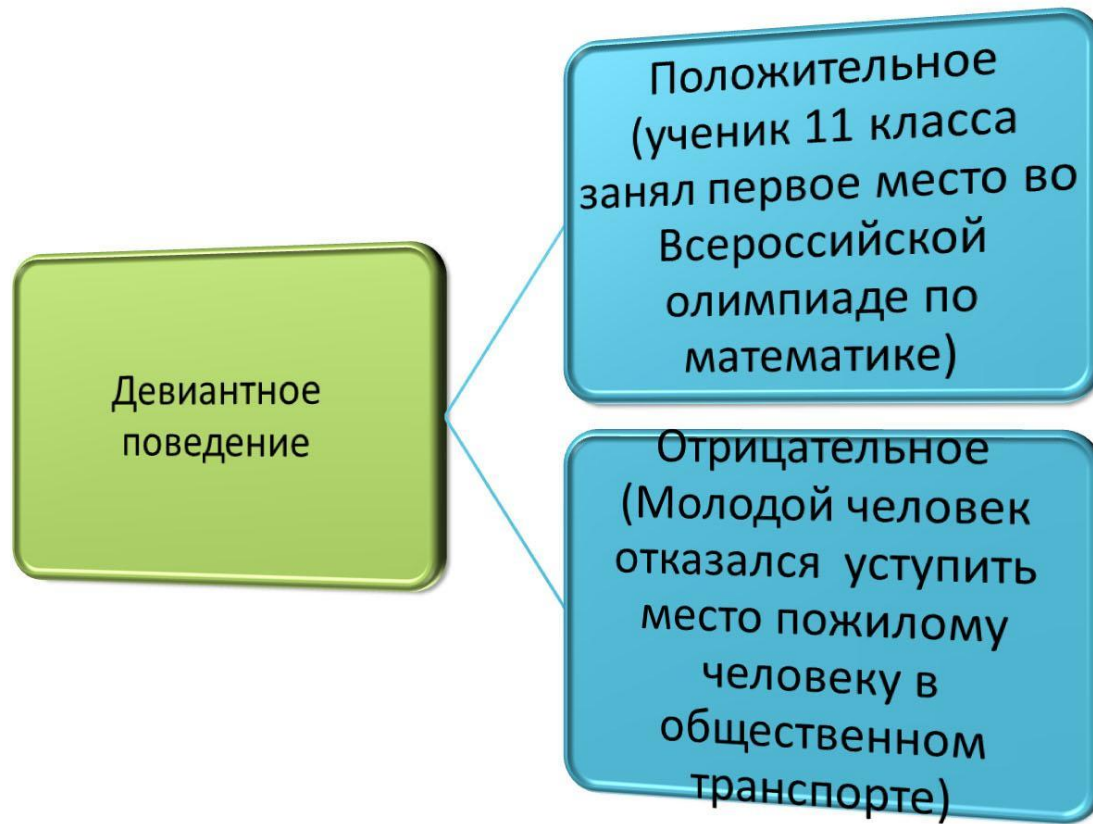 Девиантное
поведение
Положительное
(ученик 11 класса
занял первое место во
Всероссийской
олимпиаде по
математике)
Отрицательное
(Молодой человек
отказался уступить
место пожилому
человеку в
общественном
транспорте)